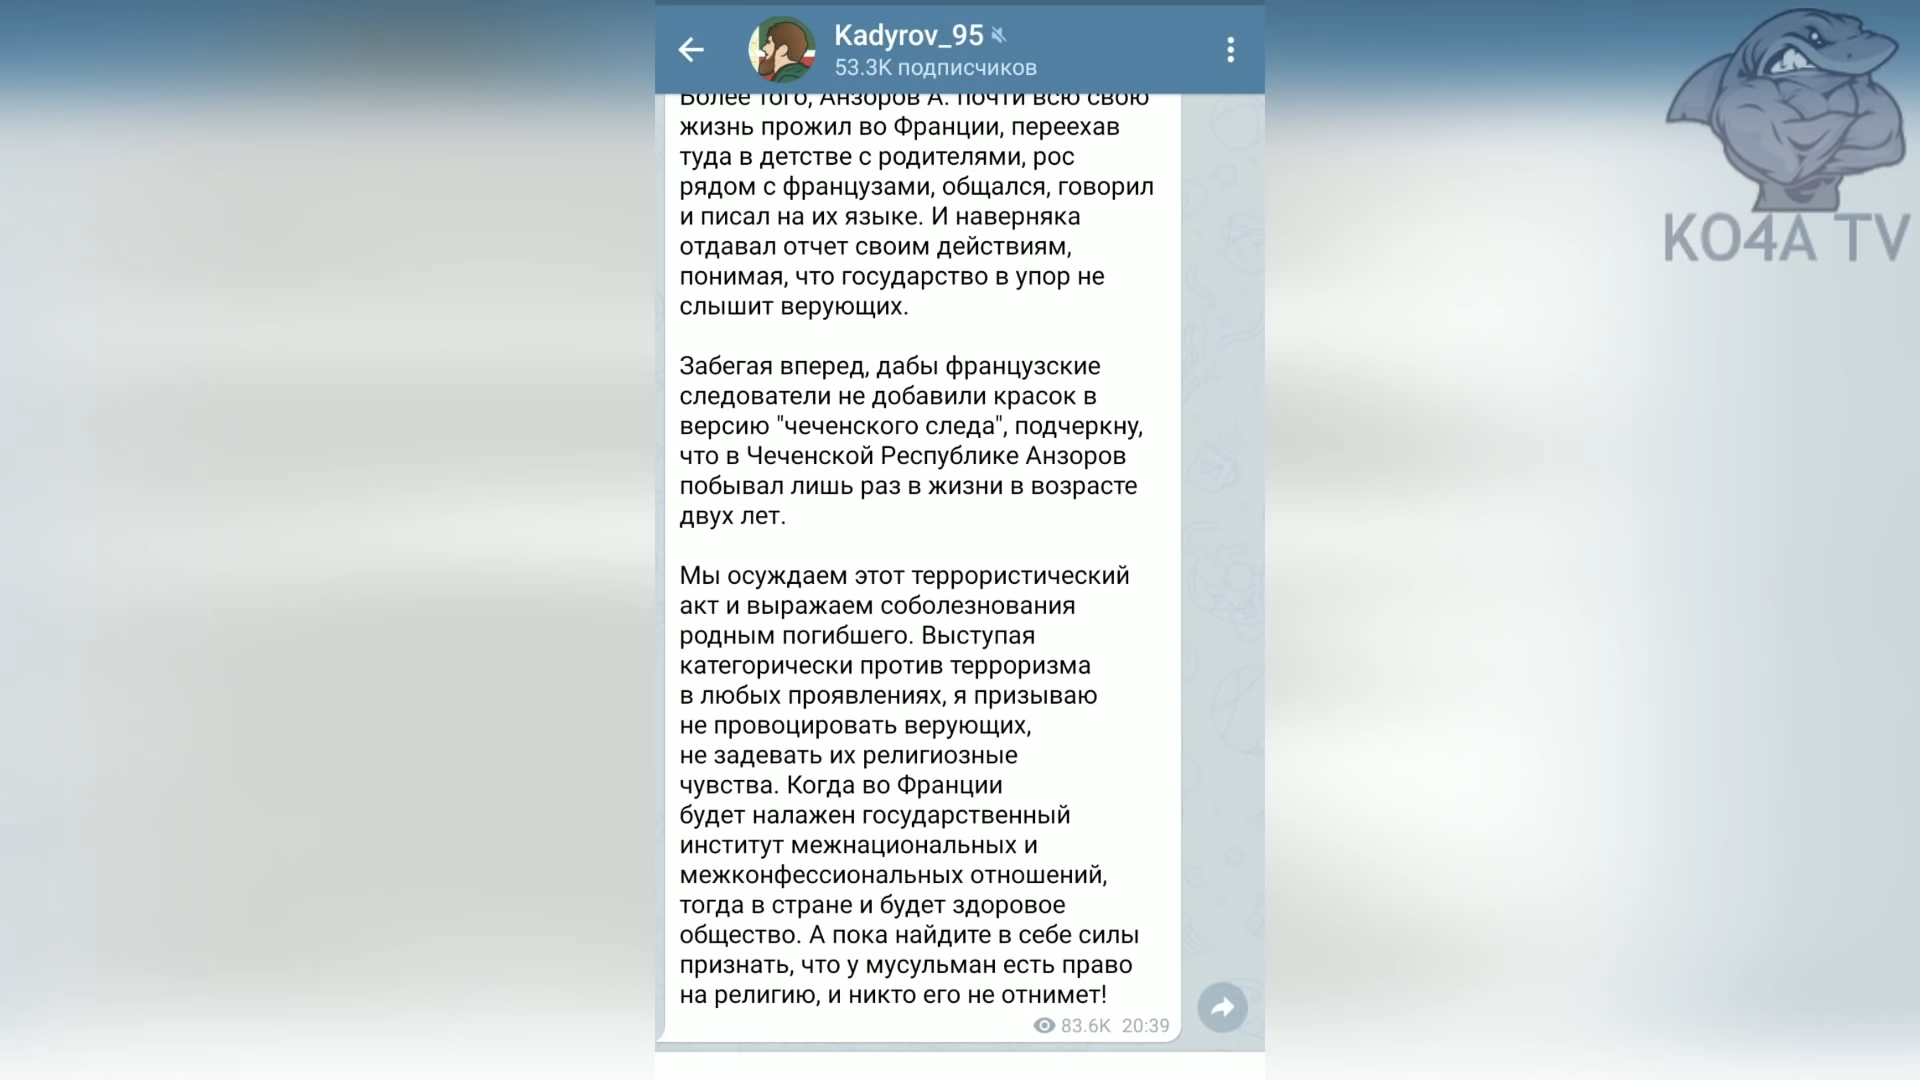 Kadyrov_95
53.3K подписчиков
Более того, Анзоров А. почти всю свою
жизнь прожил во Франции, переехав
туда в детстве с родителями, рос
рядом с французами, общался, говорил
и писал на их языке. И наверняка
отдавал отчет своим действиям,
понимая, что государство в упор не
слышит верующих.
Забегая вперед, дабы французские
следователи не добавили красок в
версию "чеченского следа", подчеркну,
что в Чеченской Республике Анзоров
побывал лишь раз в жизни в возрасте
двух лет.
Мы осуждаем этот террористический
акт и выражаем соболезнования
родным погибшего. Выступая
категорически против терроризма
в любых проявлениях, я призываю
не провоцировать верующих,
не задевать их религиозные
чувства. Когда во Франции
будет налажен государственный
институт межнациональных и
межконфессиональных отношений,
тогда в стране и будет здоровое
общество. А пока найдите в себе силы
признать, что у мусульман есть право
на религию, и никто его не отнимет!
83.6K 20:39
KO4A TV